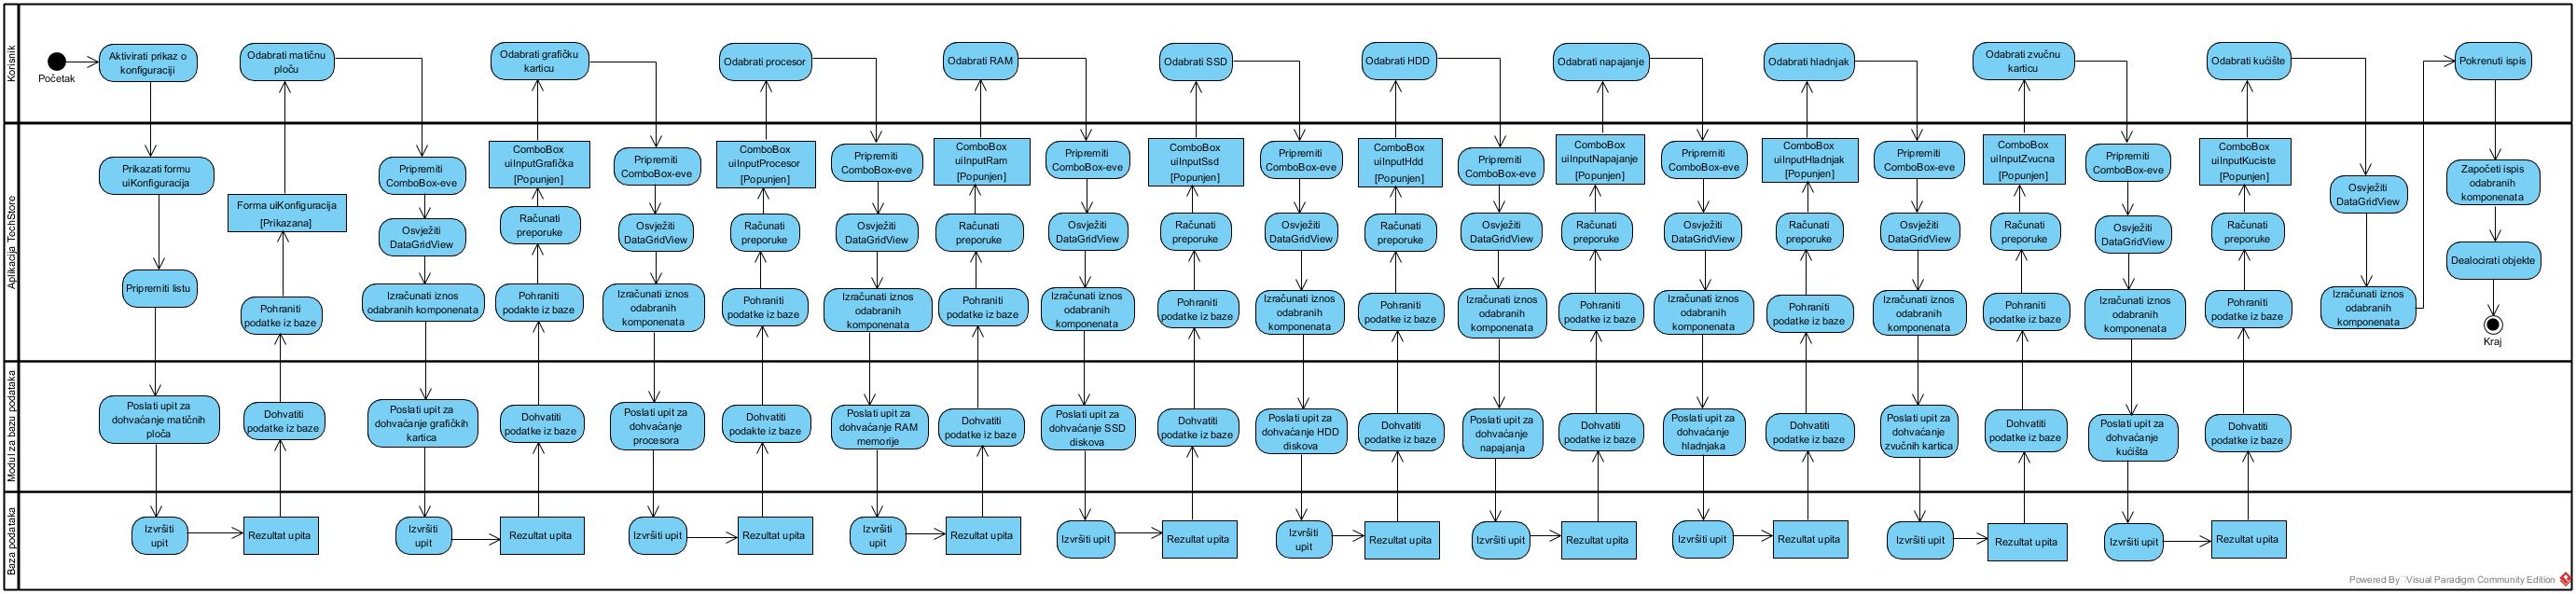 Korisnik
Početak
Aktivirati prikaz o
konfiguraciji
Odabrati matičnu
ploču
Odabrati grafičku
karticu
Odabrati procesor
Odabrati RAM
Odabrati SSD
Odabrati HDD
Odabrati napajanje
Odabrati hladnjak
Odabrati zvučnu
karticu
Odabrati kućište
Pokrenuti ispis
Aplikacija TechStore
Prikazati formu
uiKonfiguracija
Pripremiti listu
Forma uiKonfiguracija
[Prikazana]
Pohraniti
podatke iz baze
Pripremiti
ComboBox-eve
Osvježiti
DataGridView
Izračunati iznos
odabranih komponenata
ComboBox
uiInputGrafička
[Popunjen]
Računati
preporuke
Pohraniti
podakte iz baze
Pripremiti
ComboBox-eve
Osvježiti
DataGridView
Izračunati iznos
odabranih
komponenata
ComboBox
uiInputProcesor
[Popunjen]
Računati
preporuke
Pohraniti
podatke iz baze
Pripremiti
ComboBox-eve
Osvježiti
DataGridView
Izračunati iznos
odabranih
komponenata
ComboBox
uiInputRam
[Popunjen]
Računati
preporuke
Pohraniti
podatke iz baze
Pripremiti
ComboBox-eve
Osvježiti
DataGridView
Izračunati iznos
odabranih
komponenata
ComboBox
uiInputSsd
[Popunjen]
Računati
preporuke
Pohraniti
podatke iz baze
Pripremiti
ComboBox-eve
Osvježiti
DataGridView
Izračunati iznos
odabranih
komponenata
ComboBox
uiInputHdd
[Popunjen]
Računati
preporuke
Pohraniti
podatke iz baze
Pripremiti
ComboBox-eve
Osvježiti
DataGridView
Izračunati iznos
odabranih
komponenata
ComboBox
uiInputNapajanje
[Popunjen]
Računati
preporuke
Pohraniti
podatke iz baze
Pripremiti
ComboBox-eve
Osvježiti
DataGridView
Izračunati iznos
odabranih
komponenata
ComboBox
uiInputHladnjak
[Popunjen]
Računati
preporuke
Pohraniti
podatke iz baze
Pripremiti
ComboBox-eve
Osvježiti
DataGridView
Izračunati iznos
odabranih
komponenata
ComboBox
uiInputZvucna
[Popunjen]
Računati
preporuke
Pohraniti
podatke iz baze
Pripremiti
ComboBox-eve
Osvježiti
DataGridView
Izračunati iznos
odabranih
komponenata
ComboBox
uiInputKuciste
[Popunjen]
Računati
preporuke
Pohraniti
podatke iz baze
Osvježiti
DataGridView
Izračunati iznos
odabranih
komponenata
Započeti ispis
odabranih
komponenata
Dealocirati objekte
Kraj
Modul za bazu podataka
Poslati upit za
dohvaćanje matičnih
ploča
Dohvatiti
podatke iz baze
Poslati upit za
dohvaćanje grafičkih
kartica
Dohvatiti
podatke iz baze
Poslati upit za
dohvaćanje
procesora
Dohvatiti
podakte iz baze
Poslati upit za
dohvaćanje RAM
memorije
Dohvatiti
podatke iz baze
Poslati upit za
dohvaćanje SSD
diskova
Dohvatiti
podatke iz baze
Poslati upit za
dohvaćanje HDD
diskova
Dohvatiti
podatke iz baze
Poslati upit za
dohvaćanje
napajanja
Dohvatiti
podatke iz baze
Poslati upit za
dohvaćanje
hladnjaka
Dohvatiti
podatke iz baze
Poslati upit za
dohvaćanje
zvučnih kartica
Dohvatiti
podatke iz baze
Poslati upit za
dohvaćanje
kućišta
Dohvatiti
podatke iz baze
Baza podataka
Izvršiti
upit
Rezultat upita
Izvršiti
upit
Rezultat upita
Izvršiti upit
Rezultat upita
Izvršiti
upit
Rezultat upita
Izvršiti upit
Rezultat upita
Izvršiti
upit
Rezultat upita
Izvršiti upit
Rezultat upita
Izvršiti upit
Rezultat upita
Izvršiti upit
Rezultat upita
Izvršiti upit
Rezultat upita
Powered By Visual Paradigm Community Edition